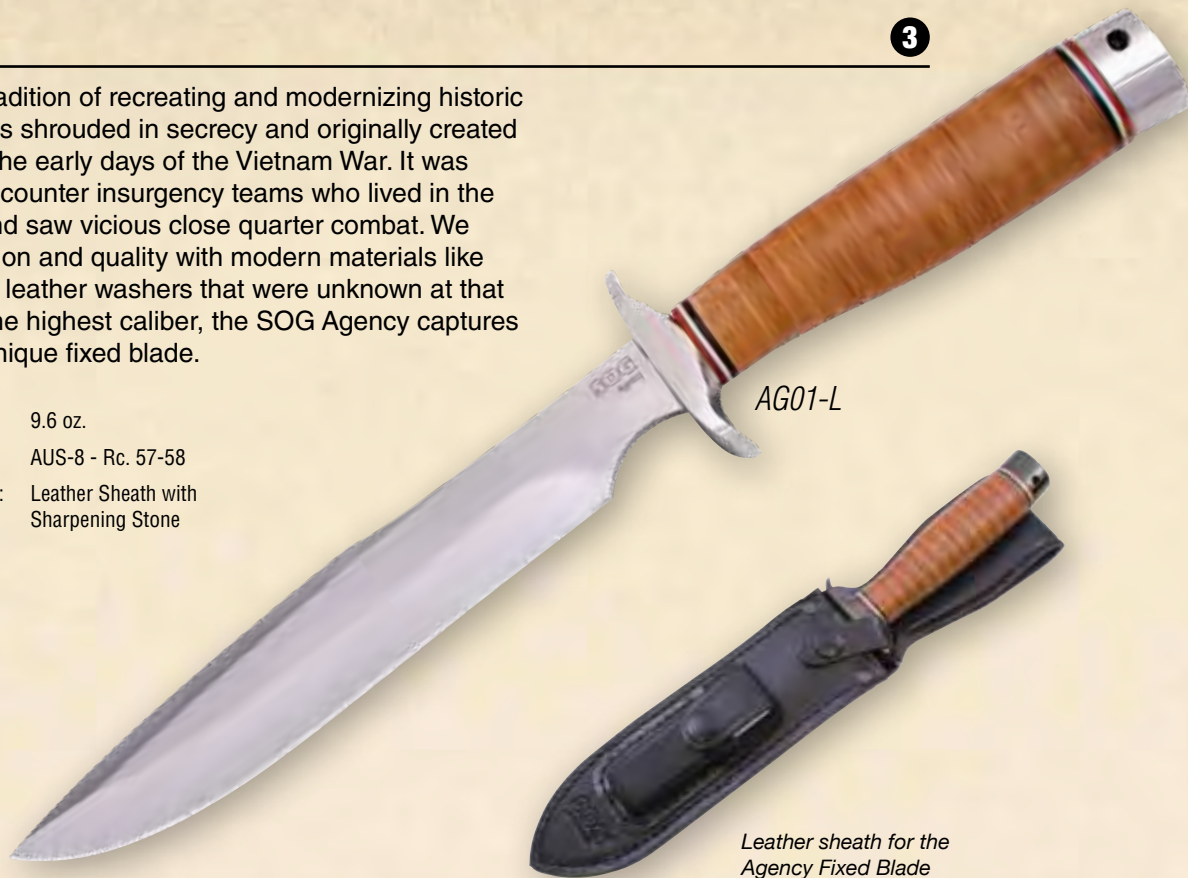 3
adition of recreating and modernizing historic
s shrouded in secrecy and originally created
he early days of the Vietnam War. It was
counter insurgency teams who lived in the
nd saw vicious close quarter combat. We
on and quality with modern materials like
leather washers that were unknown at that
he highest caliber, the SOG Agency captures
nique fixed blade.
9.6 oz.
AUS-8 - Rc. 57-58
: Leather Sheath with
Sharpening Stone
AG01-L
SOG
Agency
SOG
Leather sheath for the
Agency Fixed Blade